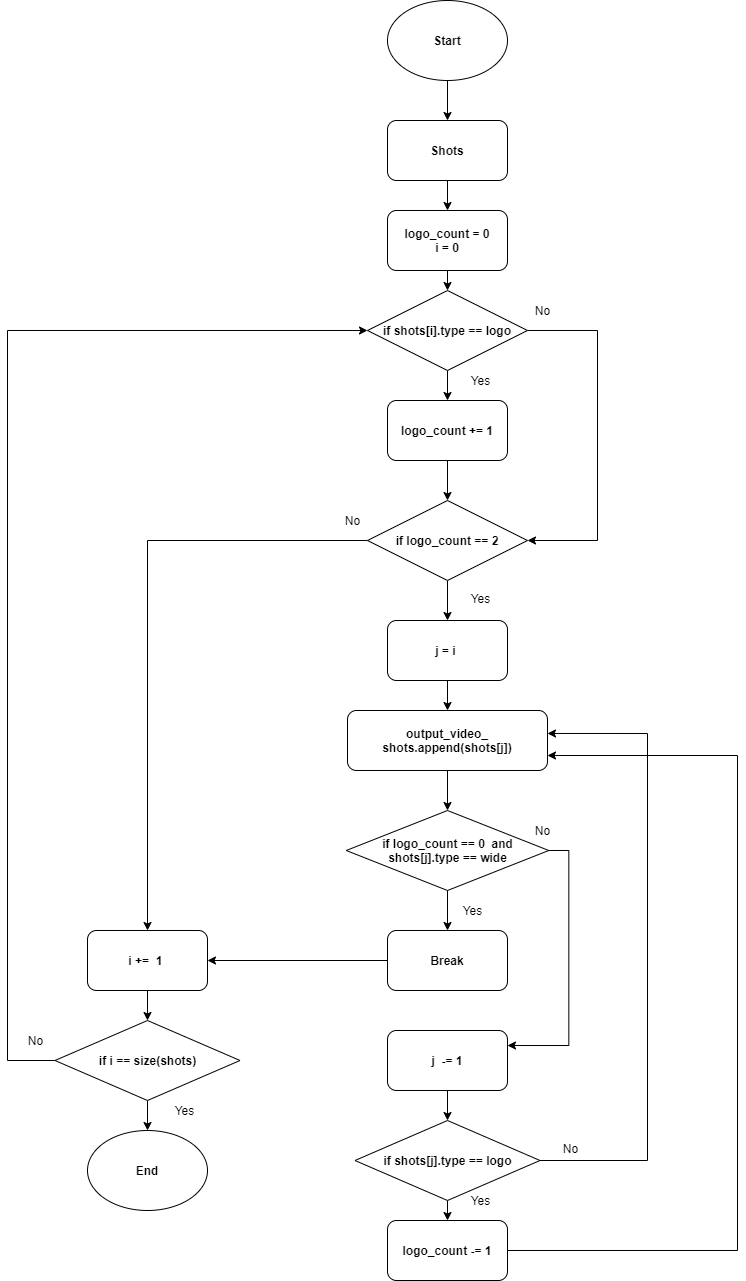 Start
Shots
logo_count = 0
i = 0
if shots[i].type == logo
No
Yes
logo_count += 1
if logo_count == 2
No
Yes
j = i
output_video_
shots.append(shots[j])
if logo_count == 0 and
shots[j].type == wide
No
Yes
Break
i += 1
if i == size(shots)
No
Yes
End
j -= 1
if shots[j].type == logo
No
Yes
logo_count -= 1